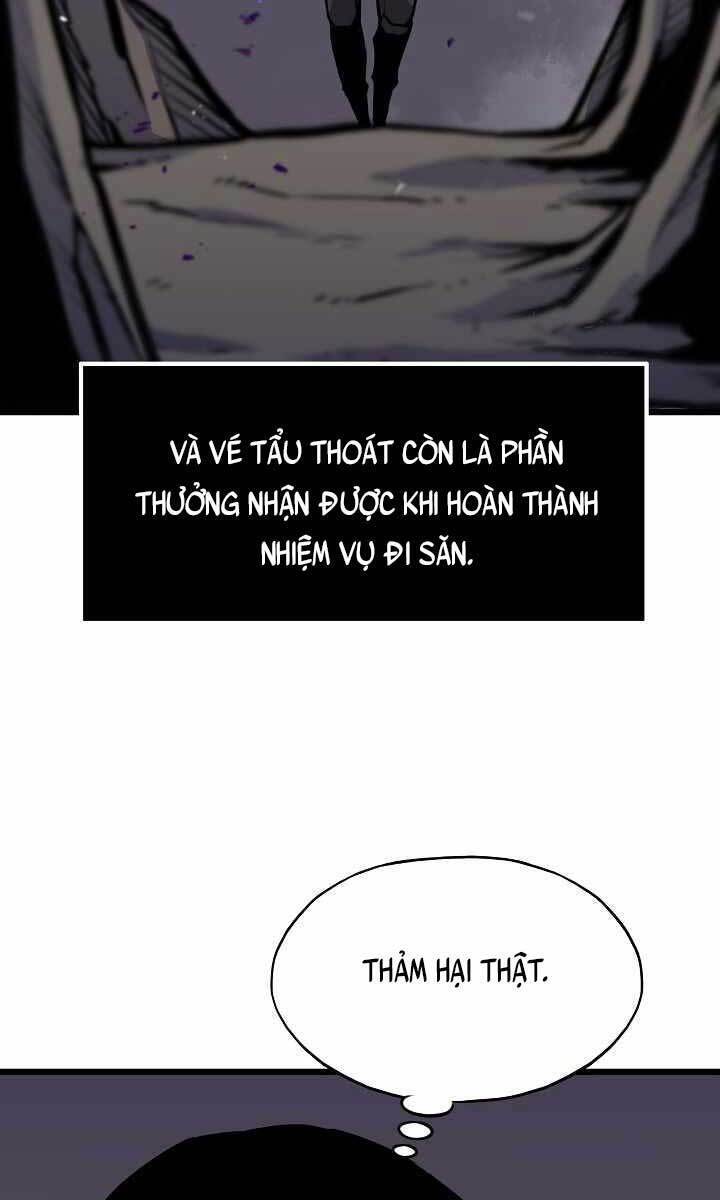 VÀ VÉ TẨU THOÁT CÒN LÀ PHẦN
THƯỞNG NHẬN ĐƯỢC KHI HOÀN THÀNH
NHIỆM VỤ ĐI SĂN.
THẢM HẠI THẬT.